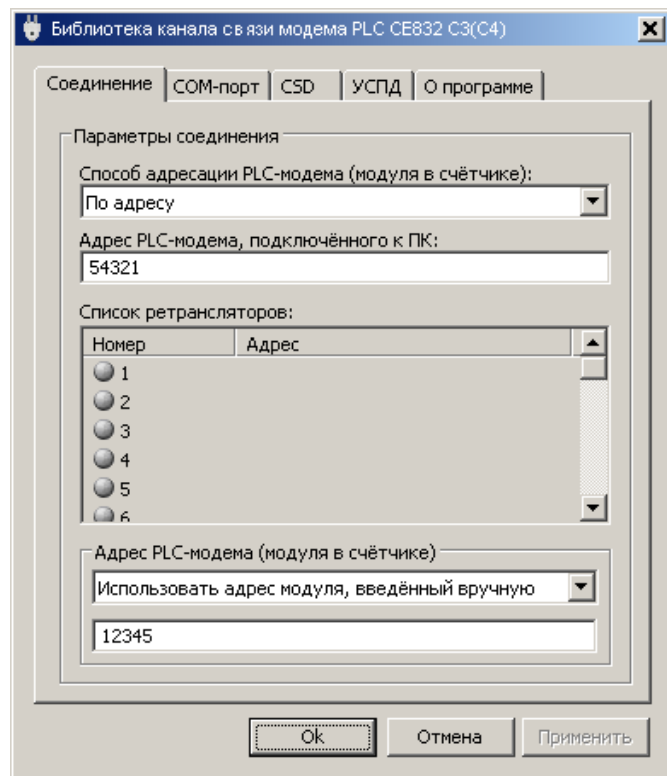 Библиотека канала связи модема PLC CE832 C3(C4)
Соединение COM-порт CSD УСПД О программе
Параметры соединения
Способ адресации PLC-модема (модуля в счётчике):
По адресу
Адрес PLC-модема, подключённого к ПК:
54321
Список ретрансляторов:
Номер Адрес
1
2
3
4
5
6
Адрес PLC-модема (модуля в счётчике)
Использовать адрес модуля, введённый вручную
12345
Ok Отмена Применить